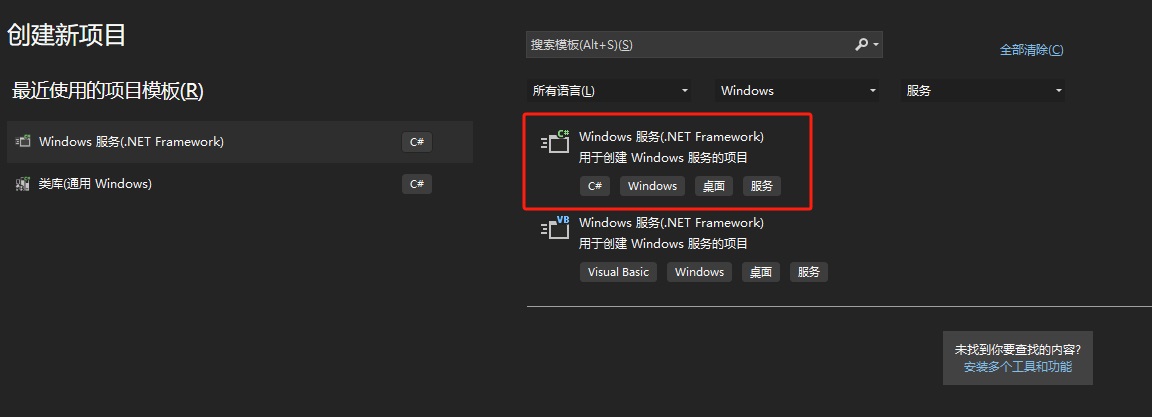 创建新项目
最近使用的项目模板(R)
Windows 服务(.NET Framework)
C#
类库(通用 Windows)
C#
搜索模板(Alt+S)(S)
全部清除(C)
所有语言(L)
Windows
服务
C#
Windows 服务(.NET Framework)
用于创建 Windows 服务的项目
C# Windows 桌面 服务
VB
Windows 服务(.NET Framework)
用于创建 Windows 服务的项目
Visual Basic Windows 桌面 服务
未找到你要查找的内容?
安装多个工具和功能